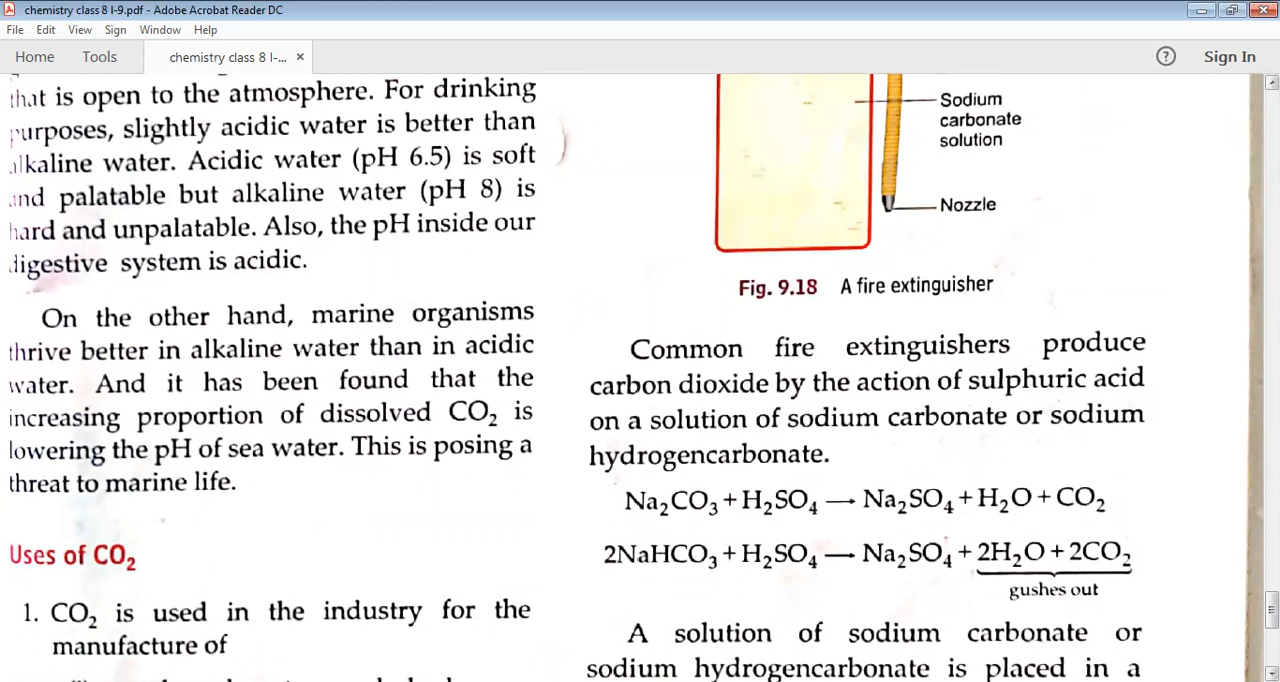 chemistry class 8 I-9.pdf - Adobe Acrobat Reader DC
File Edit View Sign Window Help
Home Tools chemistry class 8 I-... × ? Sign In
that is open to the atmosphere. For drinking
purposes, slightly acidic water is better than
alkaline water. Acidic water (pH 6.5) is soft
and palatable but alkaline water (pH 8) is
hard and unpalatable. Also, the pH inside our
digestive system is acidic.
On the other hand, marine organisms
thrive better in alkaline water than in acidic
water. And it has been found that the
increasing proportion of dissolved CO₂ is
lowering the pH of sea water. This is posing a
threat to marine life.
Uses of CO₂
1. CO₂ is used in the industry for the
manufacture of
Sodium
carbonate
solution
Nozzle
Fig. 9.18 A fire extinguisher
Common fire extinguishers produce
carbon dioxide by the action of sulphuric acid
on a solution of sodium carbonate or sodium
hydrogencarbonate.
Na₂CO₃ + H₂SO₄ → Na₂SO₄ + H₂O + CO₂
2NaHCO₃ + H₂SO₄ → Na₂SO₄ + 2H₂O + 2CO₂
gushes out
A solution of sodium carbonate or
sodium hydrogencarbonate is placed in a